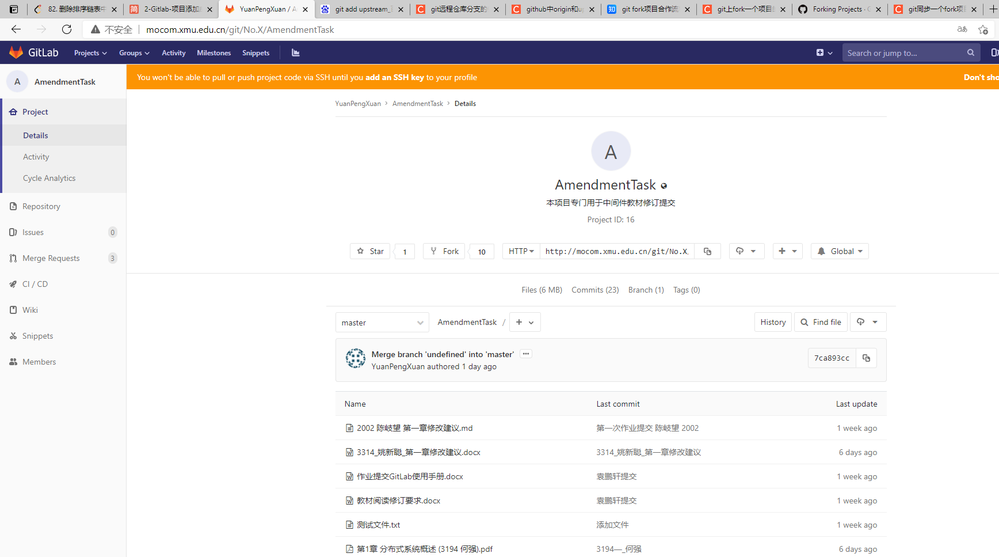 82. 删除排序链表中
2-Gitlab-项目添加成
YuanPengXuan / A
git add upstream_百
git远程仓库分支的
github中origin和up
git fork项目合作流
git上fork一个项目的
Forking Projects · G
git同步一个fork项目
不安全 mocom.xmu.edu.cn/git/No.X/AmendmentTask
GitLab Projects Groups Activity Milestones Snippets Search or jump to...
A AmendmentTask
You won't be able to pull or push project code via SSH until you add an SSH key to your profile Don't sho
Project
Details
Activity
Cycle Analytics
Repository
Issues 0
Merge Requests 3
CI / CD
Wiki
Snippets
Members
YuanPengXuan > AmendmentTask > Details
A
AmendmentTask
本项目专门用于中间件教材修订提交
Project ID: 16
Star 1 Fork 10 HTTP http://mocom.xmu.edu.cn/git/No.X, Global
Files (6 MB) Commits (23) Branch (1) Tags (0)
master AmendmentTask / + History Find file
Merge branch 'undefined' into 'master' ...
YuanPengXuan authored 1 day ago
7ca893cc
Name Last commit Last update
2002 陈岐望 第一章修改建议.md 第一次作业提交 陈岐望 2002 1 week ago
3314_姚新聪_第一章修改建议.docx 3314_姚新聪_第一章修改建议 6 days ago
作业提交GitLab使用手册.docx 袁鹏轩提交 1 week ago
教材阅读修订要求.docx 袁鹏轩提交 1 week ago
测试文件.txt 添加文件 1 week ago
第1章 分布式系统概述 (3194 何强).pdf 3194—_何强 6 days ago